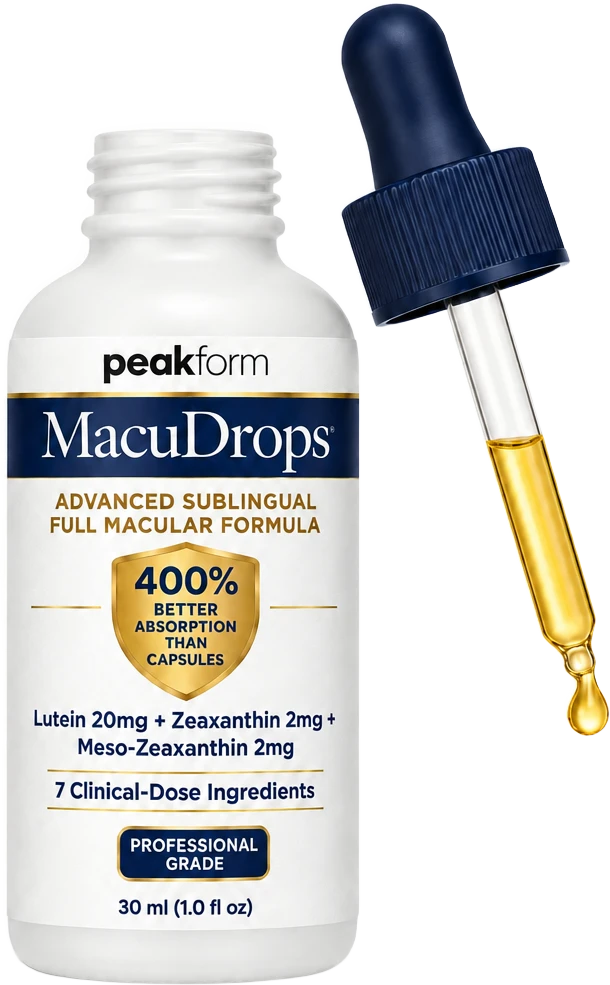 peakform
MacuDrops®
ADVANCED SUBLINGUAL
FULL MACULAR FORMULA
400%
BETTER
ABSORPTION
THAN
CAPSULES
Lutein 20mg + Zeaxanthin 2mg +
Meso-Zeaxanthin 2mg
7 Clinical-Dose Ingredients
PROFESSIONAL
GRADE
30 ml (1.0 fl oz)